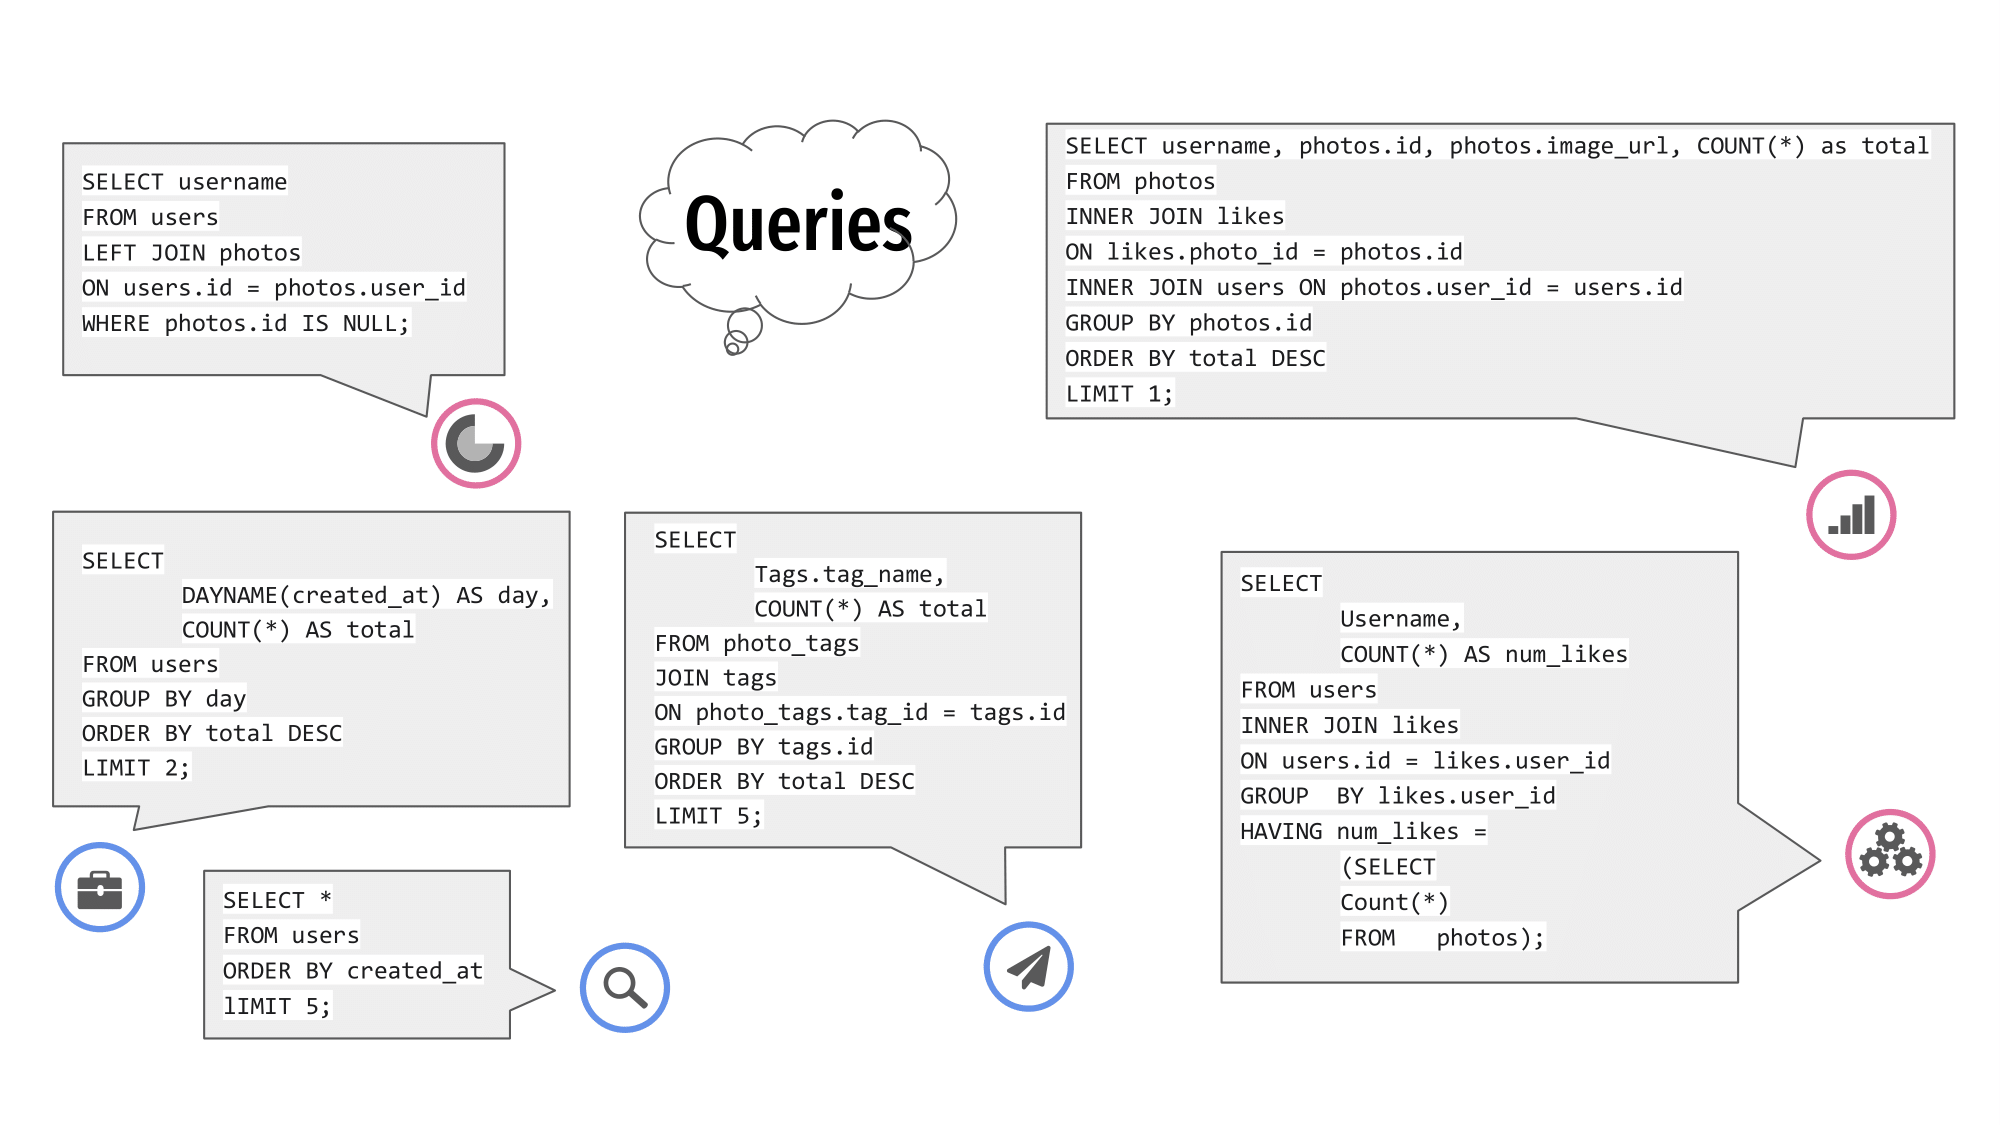 Queries
SELECT username
FROM users
LEFT JOIN photos
ON users.id = photos.user_id
WHERE photos.id IS NULL;
SELECT username, photos.id, photos.image_url, COUNT(*) as total
FROM photos
INNER JOIN likes
ON likes.photo_id = photos.id
INNER JOIN users ON photos.user_id = users.id
GROUP BY photos.id
ORDER BY total DESC
LIMIT 1;
SELECT
DAYNAME(created_at) AS day,
COUNT(*) AS total
FROM users
GROUP BY day
ORDER BY total DESC
LIMIT 2;
SELECT
Tags.tag_name,
COUNT(*) AS total
FROM photo_tags
JOIN tags
ON photo_tags.tag_id = tags.id
GROUP BY tags.id
ORDER BY total DESC
LIMIT 5;
SELECT
Username,
COUNT(*) AS num_likes
FROM users
INNER JOIN likes
ON users.id = likes.user_id
GROUP  BY likes.user_id
HAVING num_likes =
(SELECT
Count(*)
FROM   photos);
SELECT *
FROM users
ORDER BY created_at
lIMIT 5;